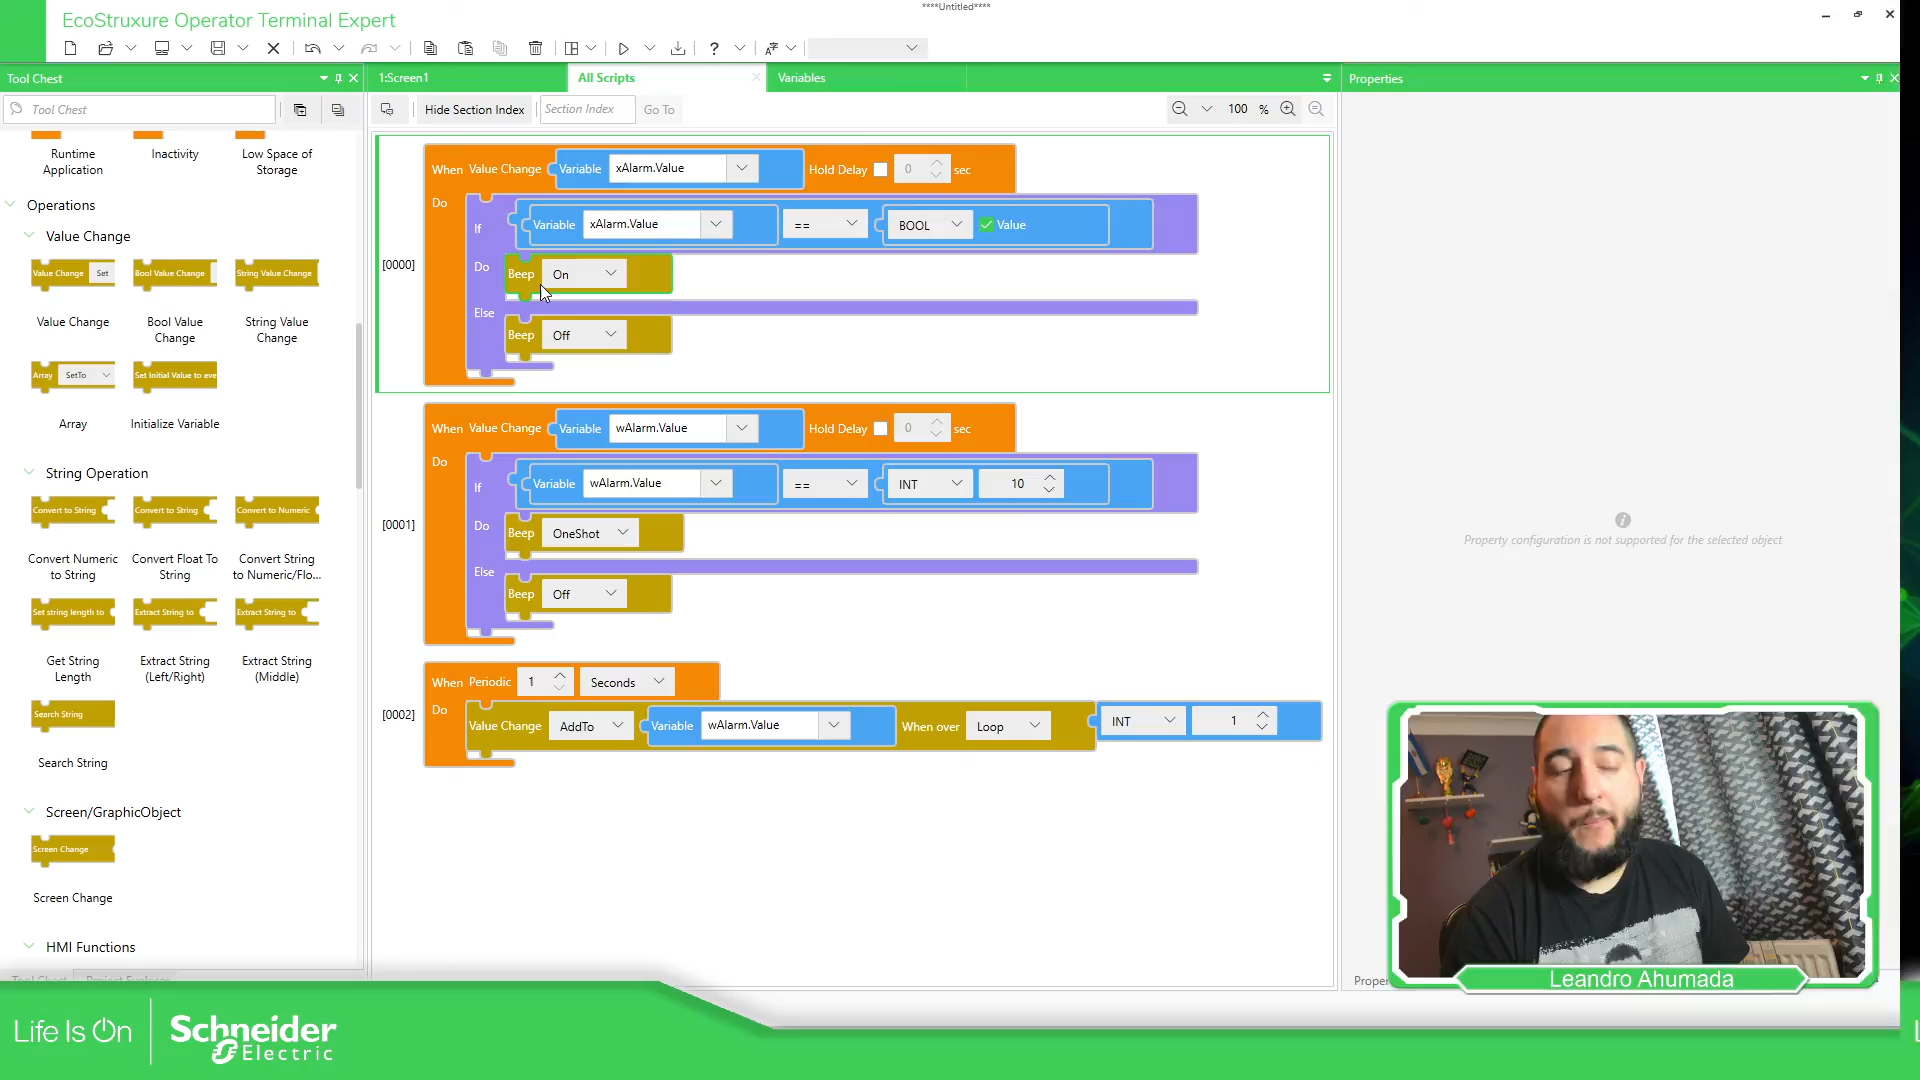 ****Untitled****
EcoStruxure Operator Terminal Expert
Tool Chest
1:Screen1
All Scripts
Variables
Properties
Tool Chest
Hide Section Index
Section Index
Go To
100 %
Runtime Application
Inactivity
Low Space of Storage
Operations
Value Change
Value Change Set
Bool Value Change
String Value Change
Value Change
Bool Value Change
String Value Change
Array SetTo
Set Initial Value to eve
Array
Initialize Variable
String Operation
Convert to String
Convert to String
Convert to Numeric
Convert Numeric to String
Convert Float To String
Convert String to Numeric/Flo...
Set string length to
Extract String to
Extract String to
Get String Length
Extract String (Left/Right)
Extract String (Middle)
Search String
Search String
Screen/GraphicObject
Screen Change
Screen Change
HMI Functions
Tool Chest
Project Explorer
[0000]
When Value Change Variable xAlarm.Value Hold Delay 0 sec
Do
If Variable xAlarm.Value == BOOL Value
Do Beep On
Else
Beep Off
[0001]
When Value Change Variable wAlarm.Value Hold Delay 0 sec
Do
If Variable wAlarm.Value == INT 10
Do Beep OneShot
Else
Beep Off
[0002]
When Periodic 1 Seconds
Do
Value Change AddTo Variable wAlarm.Value When over Loop INT 1
Property configuration is not supported for the selected object
Leandro Ahumada
Life Is On
Schneider
Electric